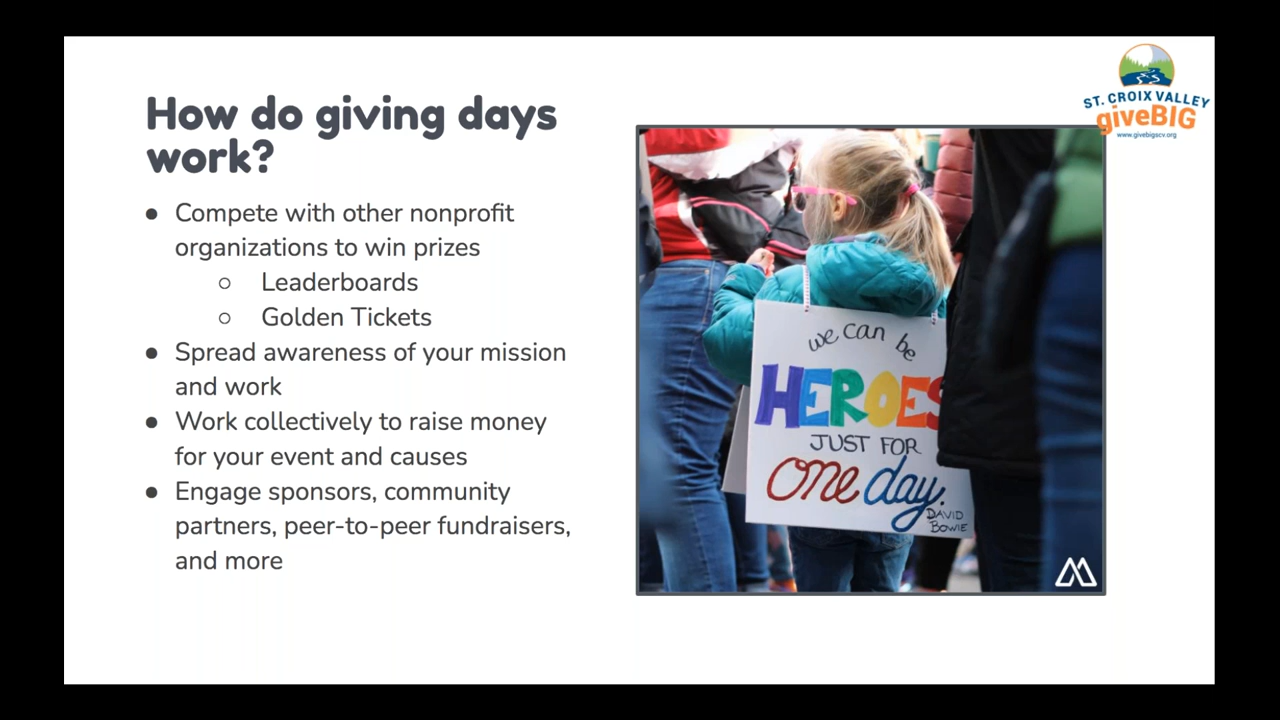 How do giving days
work?
● Compete with other nonprofit
organizations to win prizes
○ Leaderboards
○ Golden Tickets
● Spread awareness of your mission
and work
● Work collectively to raise money
for your event and causes
● Engage sponsors, community
partners, peer-to-peer fundraisers,
and more
ST. CROIX VALLEY
giveBIG
www.givebigscv.org
we can be
HEROES
JUST FOR
one day.
DAVID
BOWIE